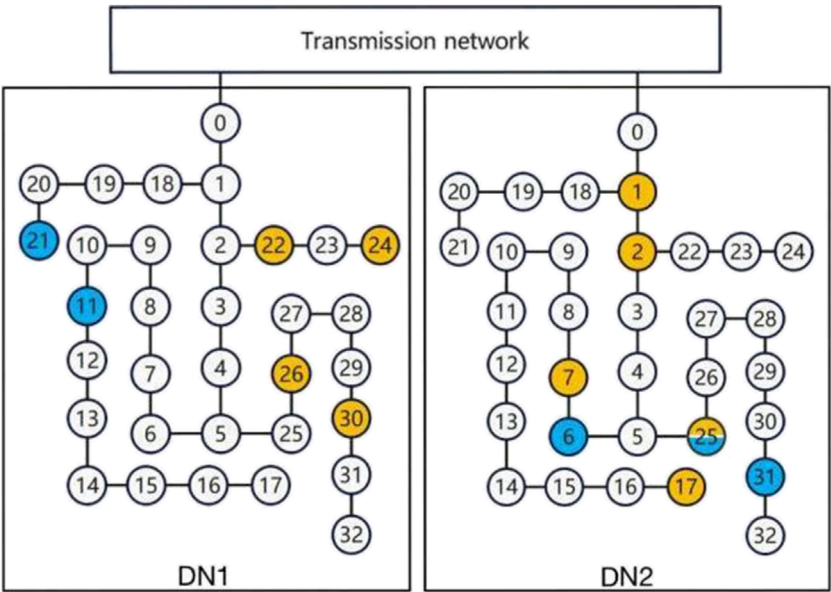 Transmission network
0
20 19 18 1
21 10 9 2 22 23 24
11 8 3 27 28
12 7 4 26 29
13 6 5 25 30
14 15 16 17 31
32
DN1
0
20 19 18 1
21 10 9 2 22 23 24
11 8 3 27 28
12 7 4 26 29
13 6 5 25 30
14 15 16 17 31
32
DN2